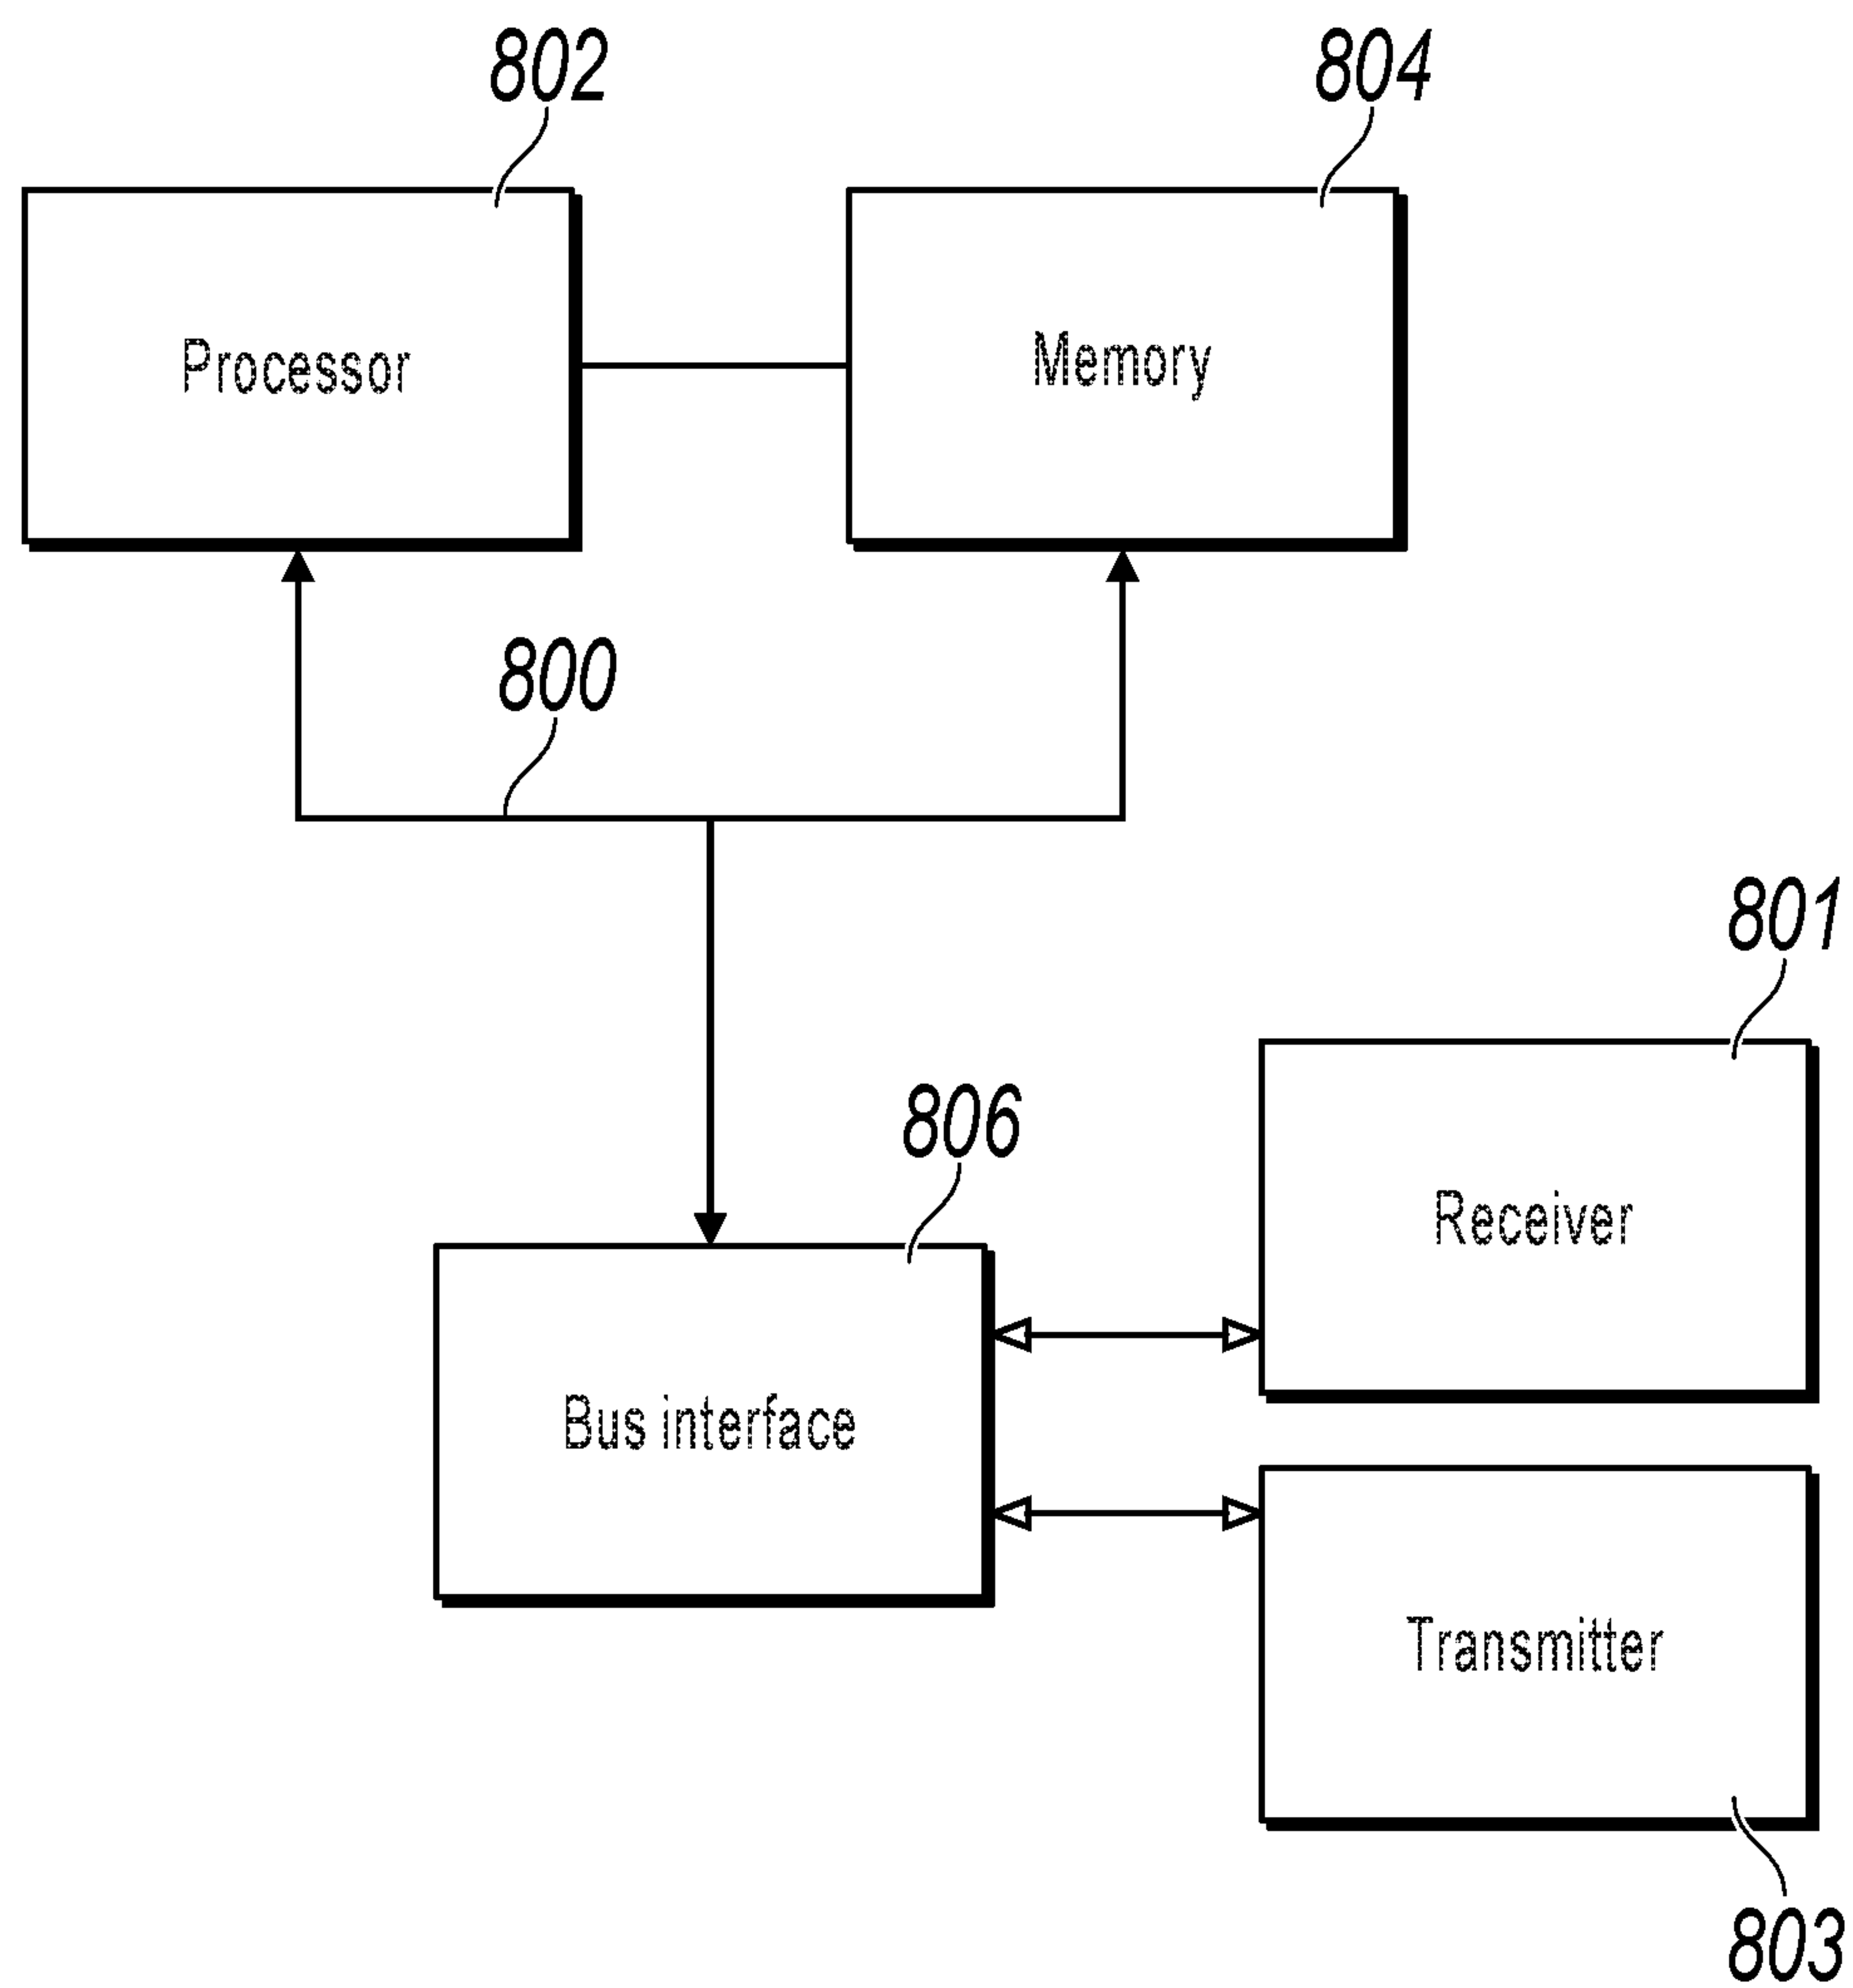 802
804
Processor
Memory
800
801
806
Receiver
Bus interface
Transmitter
803